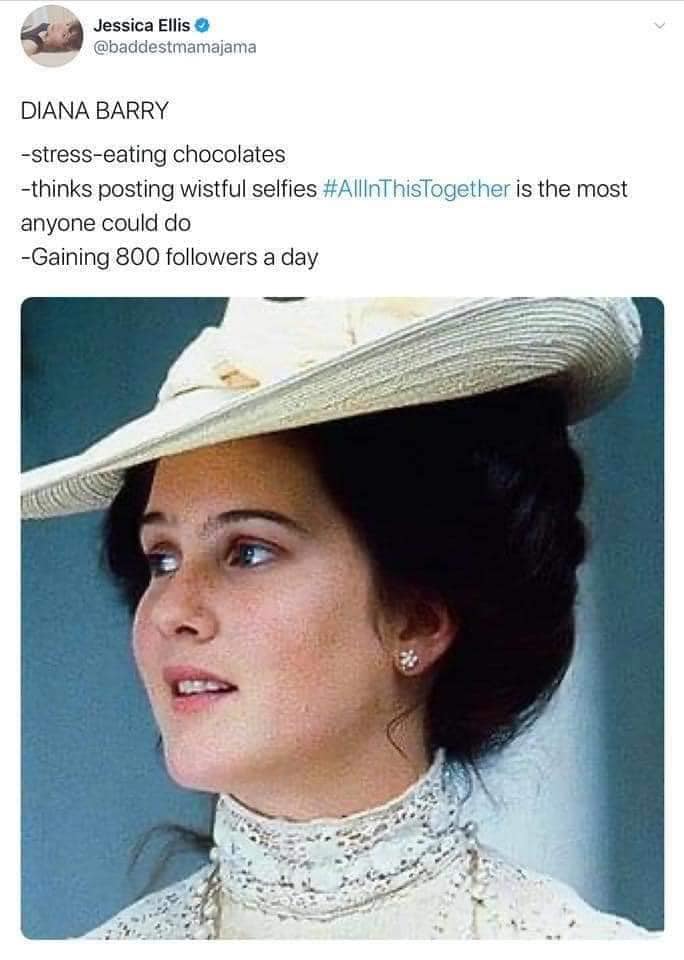 Jessica Ellis
@baddestmamajama
DIANA BARRY
-stress-eating chocolates
-thinks posting wistful selfies #AllInThisTogether is the most
anyone could do
-Gaining 800 followers a day